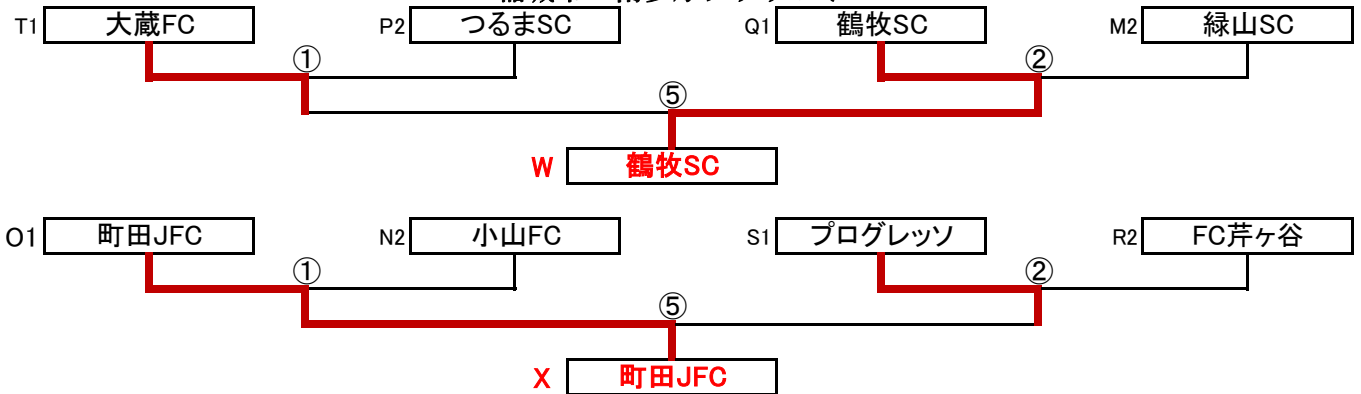 T1 大蔵FC P2 つるまSC Q1 鶴牧SC M2 緑山SC
① ②
⑤
W 鶴牧SC
O1 町田JFC N2 小山FC S1 プログレッソ R2 FC芹ヶ谷
① ②
⑤
X 町田JFC